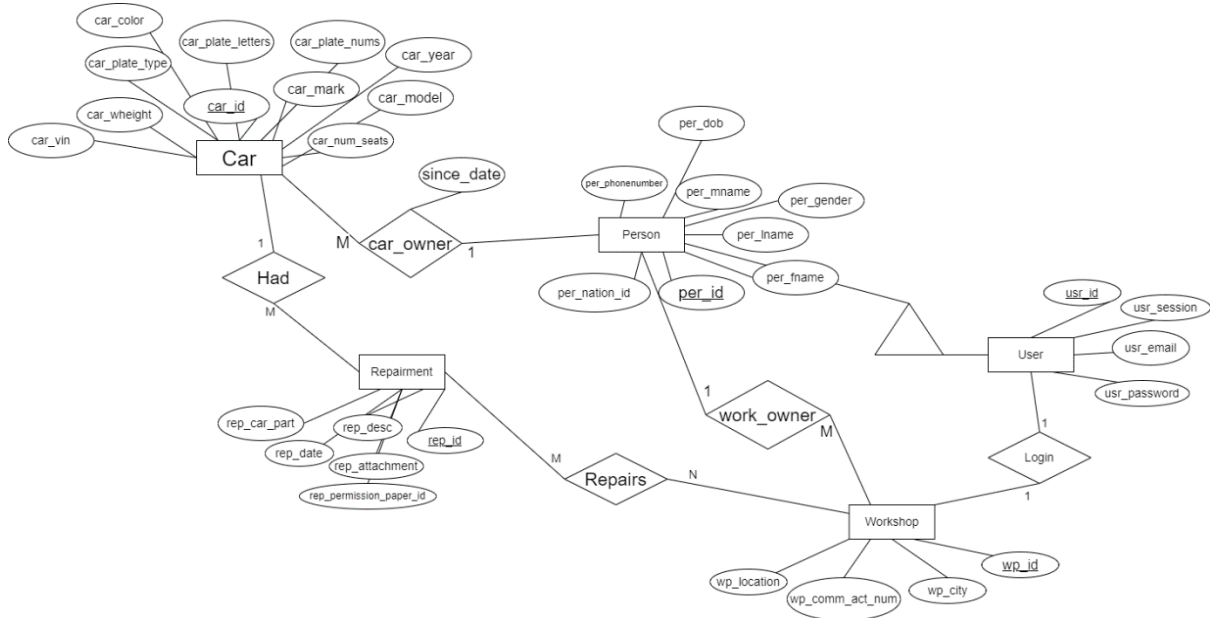 car_color
car_plate_letters
car_plate_nums
car_year
car_plate_type
car_id
car_mark
car_model
car_wheight
car_vin
car_num_seats
Car
since_date
M
car_owner
1
per_dob
per_phonenumber
per_mname
per_gender
Person
per_lname
per_nation_id
per_id
per_fname
1
Had
M
usr_id
usr_session
User
usr_email
usr_password
Repairment
rep_car_part
rep_desc
rep_id
rep_date
rep_attachment
rep_permission_paper_id
1
work_owner
M
1
Login
1
M
Repairs
N
Workshop
wp_location
wp_comm_act_num
wp_city
wp_id